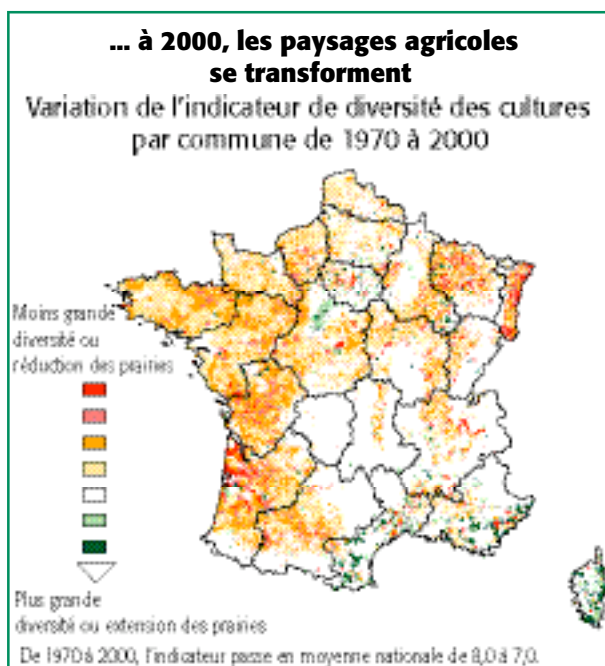 ... à 2000, les paysages agricoles
se transforment
Variation de l'indicateur de diversité des cultures
par commune de 1970 à 2000
Moins grande
diversité ou
réduction des prairies
Plus grande
diversité ou extension des prairies
De 1970 à 2000, l'indicateur passe en moyenne nationale de 8,0 à 7,0.